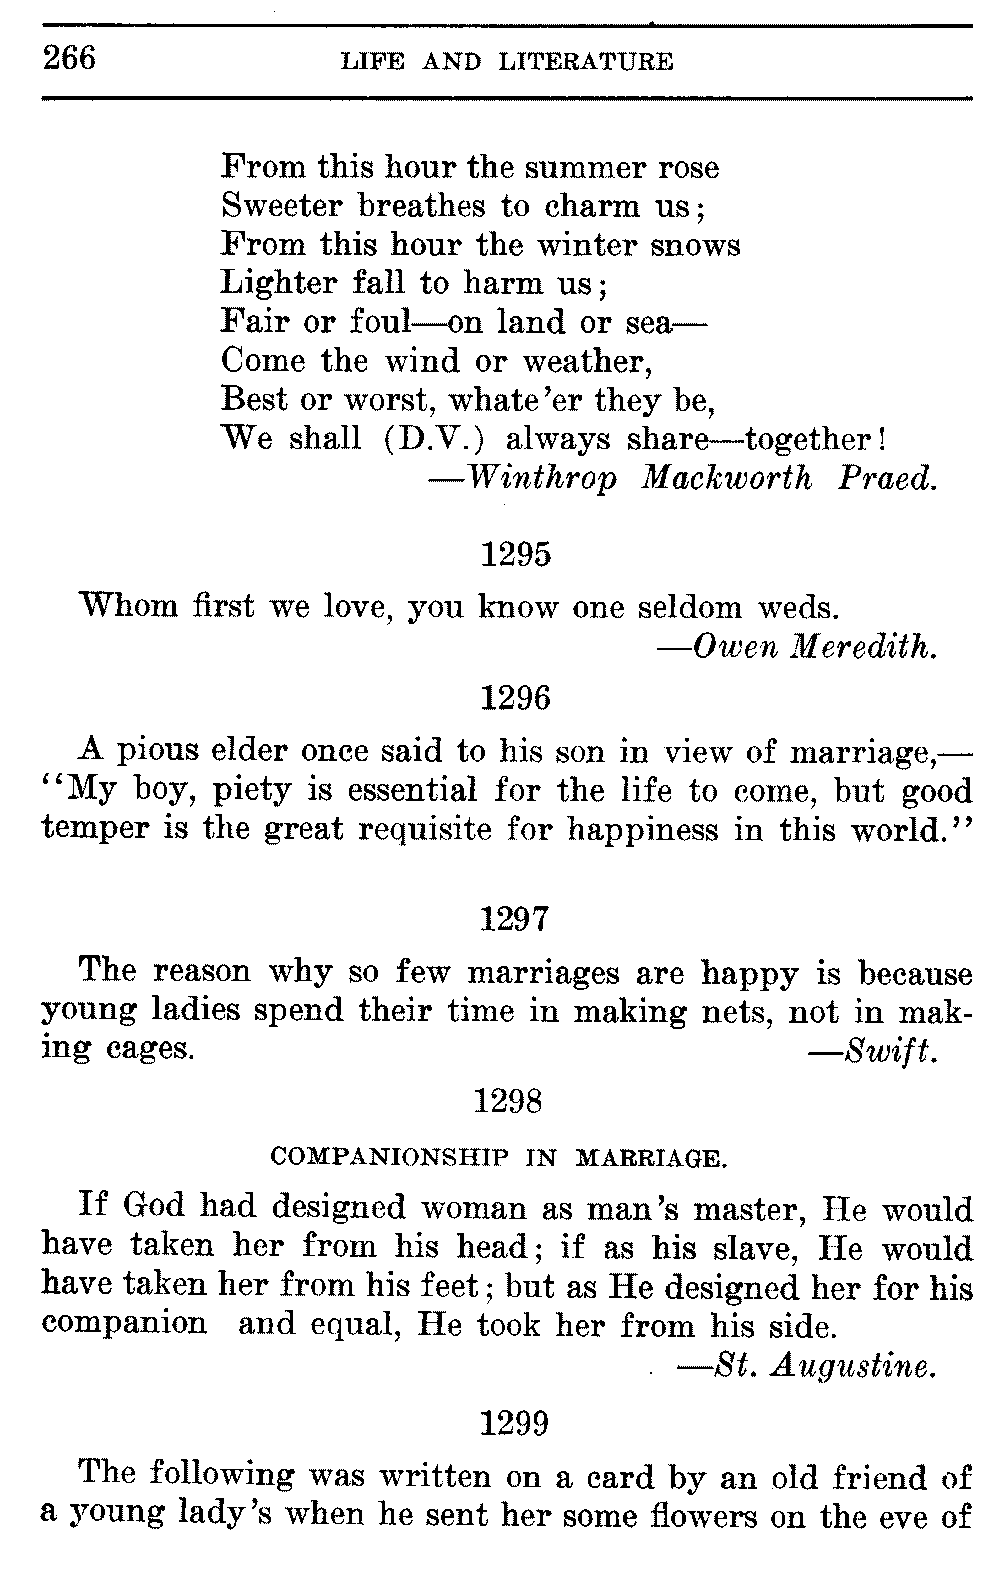 266 LIFE AND LITERATURE
From this hour the summer rose
Sweeter breathes to charm us;
From this hour the winter snows
Lighter fall to harm us;
Fair or foul—on land or sea—
Come the wind or weather,
Best or worst, whate'er they be,
We shall (D.V.) always share—together!
—Winthrop Mackworth Praed.
1295
Whom first we love, you know one seldom weds.
—Owen Meredith.
1296
A pious elder once said to his son in view of marriage,—
"My boy, piety is essential for the life to come, but good
temper is the great requisite for happiness in this world."
1297
The reason why so few marriages are happy is because
young ladies spend their time in making nets, not in mak-
ing cages. —Swift.
1298
COMPANIONSHIP IN MARRIAGE.
If God had designed woman as man's master, He would
have taken her from his head; if as his slave, He would
have taken her from his feet; but as He designed her for his
companion and equal, He took her from his side.
—St. Augustine.
1299
The following was written on a card by an old friend of
a young lady's when he sent her some flowers on the eve of